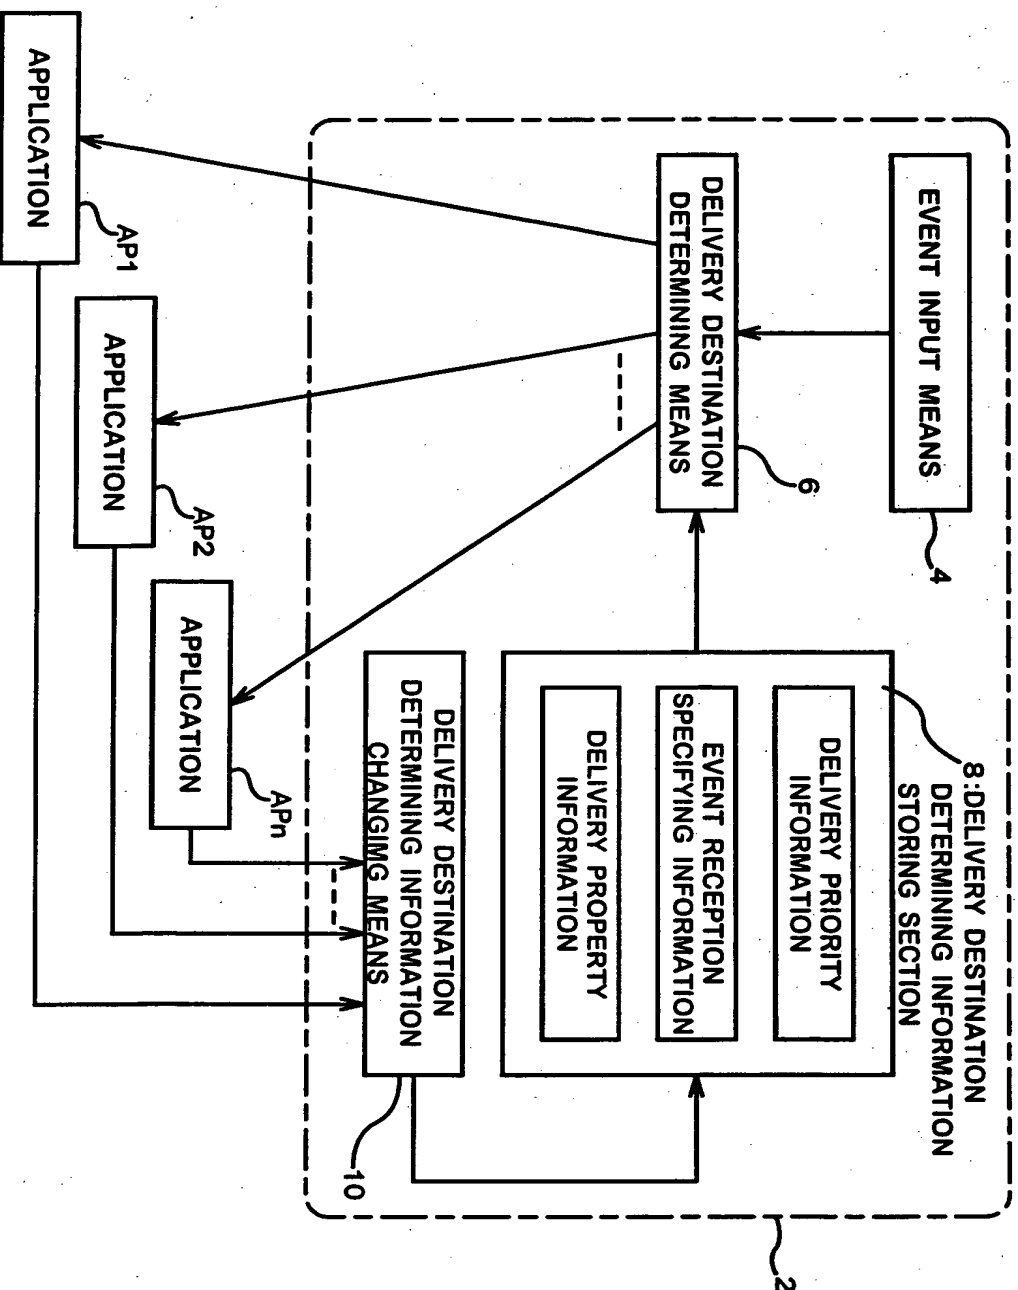 EVENT INPUT MEANS
4
DELIVERY DESTINATION
DETERMINING MEANS
6
8:DELIVERY DESTINATION
DETERMINING INFORMATION
STORING SECTION
DELIVERY PRIORITY
INFORMATION
EVENT RECEPTION
SPECIFYING INFORMATION
DELIVERY PROPERTY
INFORMATION
DELIVERY DESTINATION
DETERMINING INFORMATION
CHANGIMG MEANS
10
2
APPLICATION
AP1
APPLICATION
AP2
APPLICATION
APn